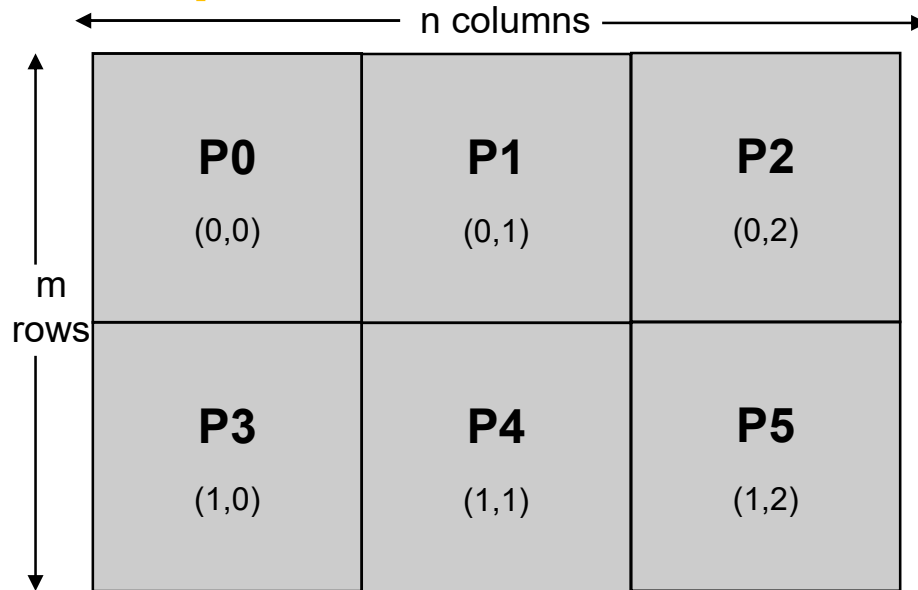 n columns
P0 P1 P2
(0,0) (0,1) (0,2)
m
rows
P3 P4 P5
(1,0) (1,1) (1,2)